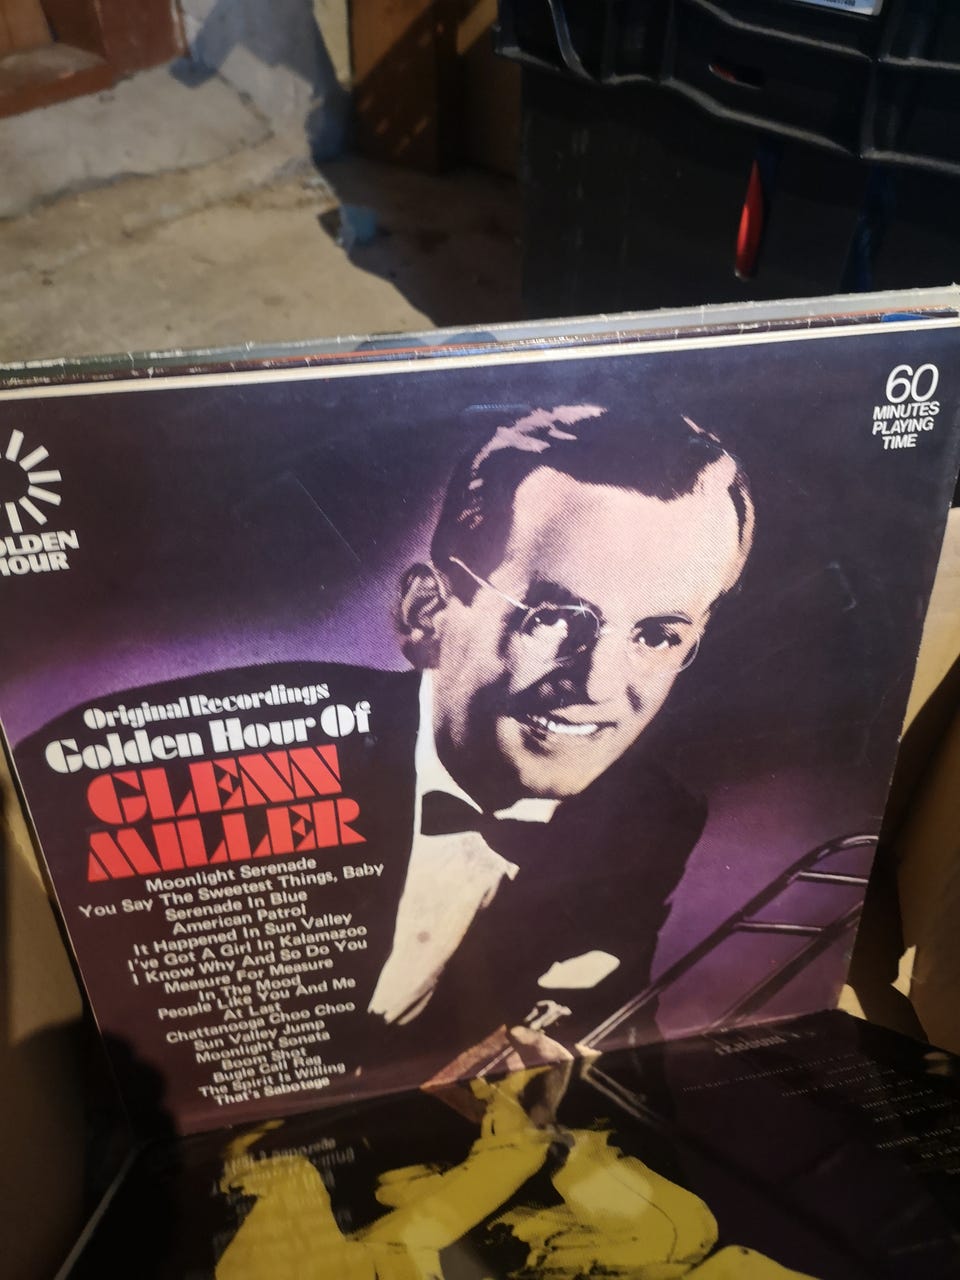 60
MINUTES
PLAYING
TIME
OLDEN
HOUR
Original Recordings
Golden Hour Of
GLENN
MILLER
Moonlight Serenade
You Say The Sweetest Things, Baby
Serenade In Blue
American Patrol
It Happened In Sun Valley
I've Got A Girl In Kalamazoo
I Know Why And So Do You
Measure For Measure
In The Mood
People Like You And Me
At Last
Chattanooga Choo Choo
Sun Valley Jump
Moonlight Sonata
Boom Shot
Bugle Call Rag
The Spirit Is Willing
That's Sabotage